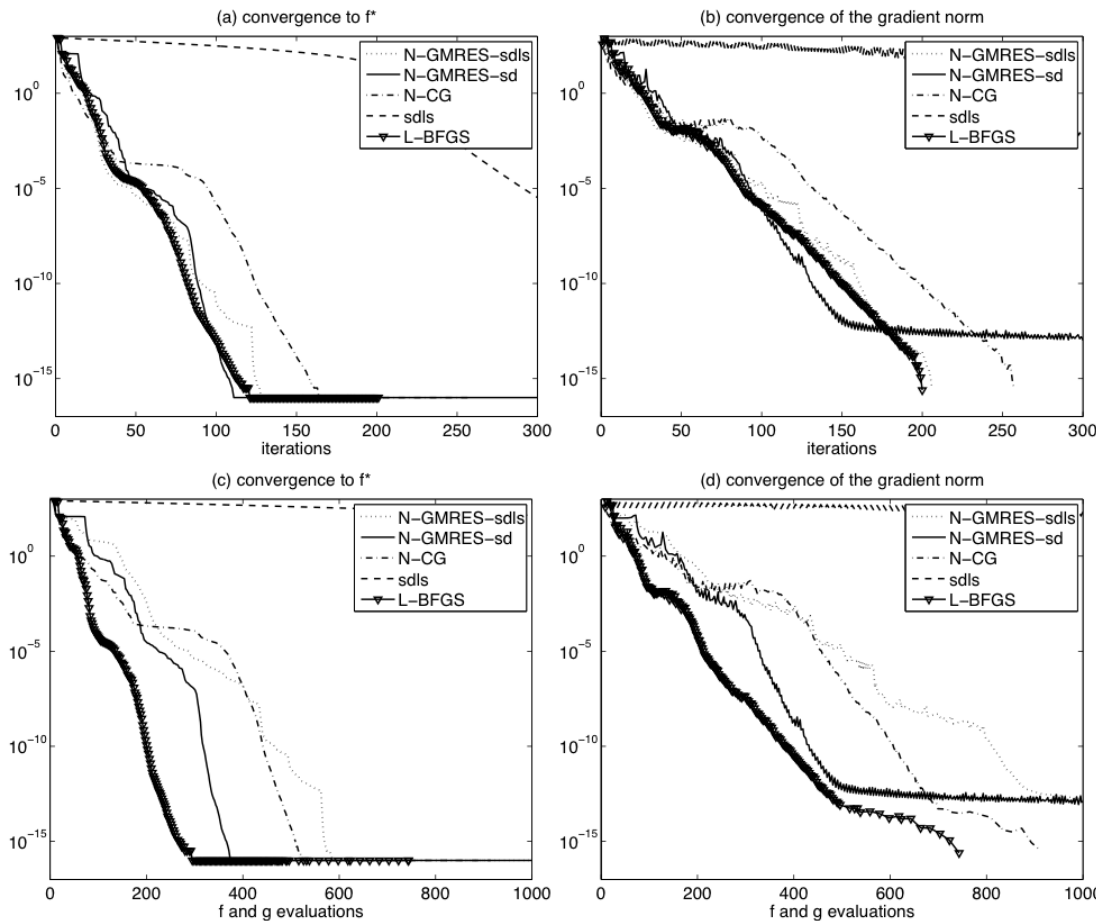 (a) convergence to f*
N-GMRES-sdls
N-GMRES-sd
N-CG
sdls
L-BFGS
10^0
10^-5
10^-10
10^-15
0 50 100 150 200 250 300
iterations
(b) convergence of the gradient norm
N-GMRES-sdls
N-GMRES-sd
N-CG
sdls
L-BFGS
10^0
10^-5
10^-10
10^-15
0 50 100 150 200 250 300
iterations
(c) convergence to f*
N-GMRES-sdls
N-GMRES-sd
N-CG
sdls
L-BFGS
10^0
10^-5
10^-10
10^-15
0 200 400 600 800 1000
f and g evaluations
(d) convergence of the gradient norm
N-GMRES-sdls
N-GMRES-sd
N-CG
sdls
L-BFGS
10^0
10^-5
10^-10
10^-15
0 200 400 600 800 1000
f and g evaluations